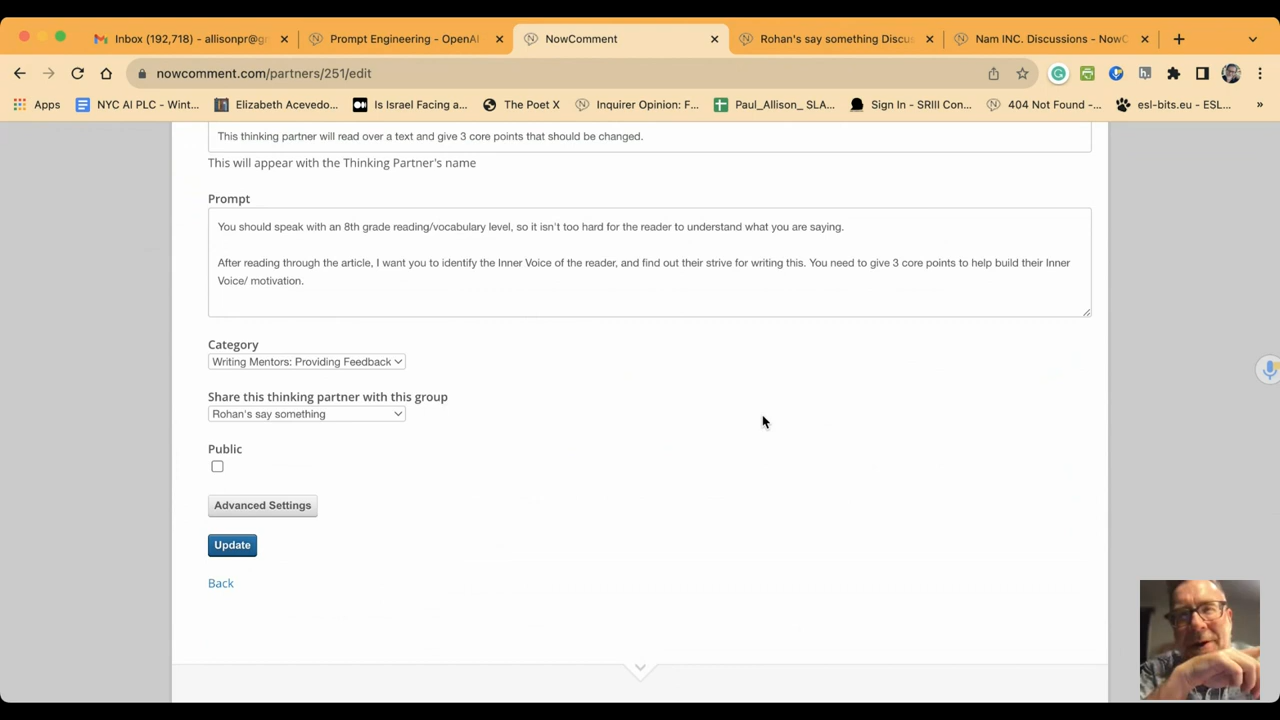 Inbox (192,718) - allisonpr@g
Prompt Engineering - OpenAI
NowComment
Rohan's say something Discus
Nam INC. Discussions - NowC
nowcomment.com/partners/251/edit
Apps
NYC AI PLC - Wint...
Elizabeth Acevedo...
Is Israel Facing a...
The Poet X
Inquirer Opinion: F...
Paul_Allison_ SLA...
Sign In - SRIII Con...
404 Not Found -...
esl-bits.eu - ESL...
»
This thinking partner will read over a text and give 3 core points that should be changed.
This will appear with the Thinking Partner's name
Prompt
You should speak with an 8th grade reading/vocabulary level, so it isn't too hard for the reader to understand what you are saying.
After reading through the article, I want you to identify the Inner Voice of the reader, and find out their strive for writing this. You need to give 3 core points to help build their Inner
Voice/ motivation.
Category
Writing Mentors: Providing Feedback
Share this thinking partner with this group
Rohan's say something
Public
Advanced Settings
Update
Back